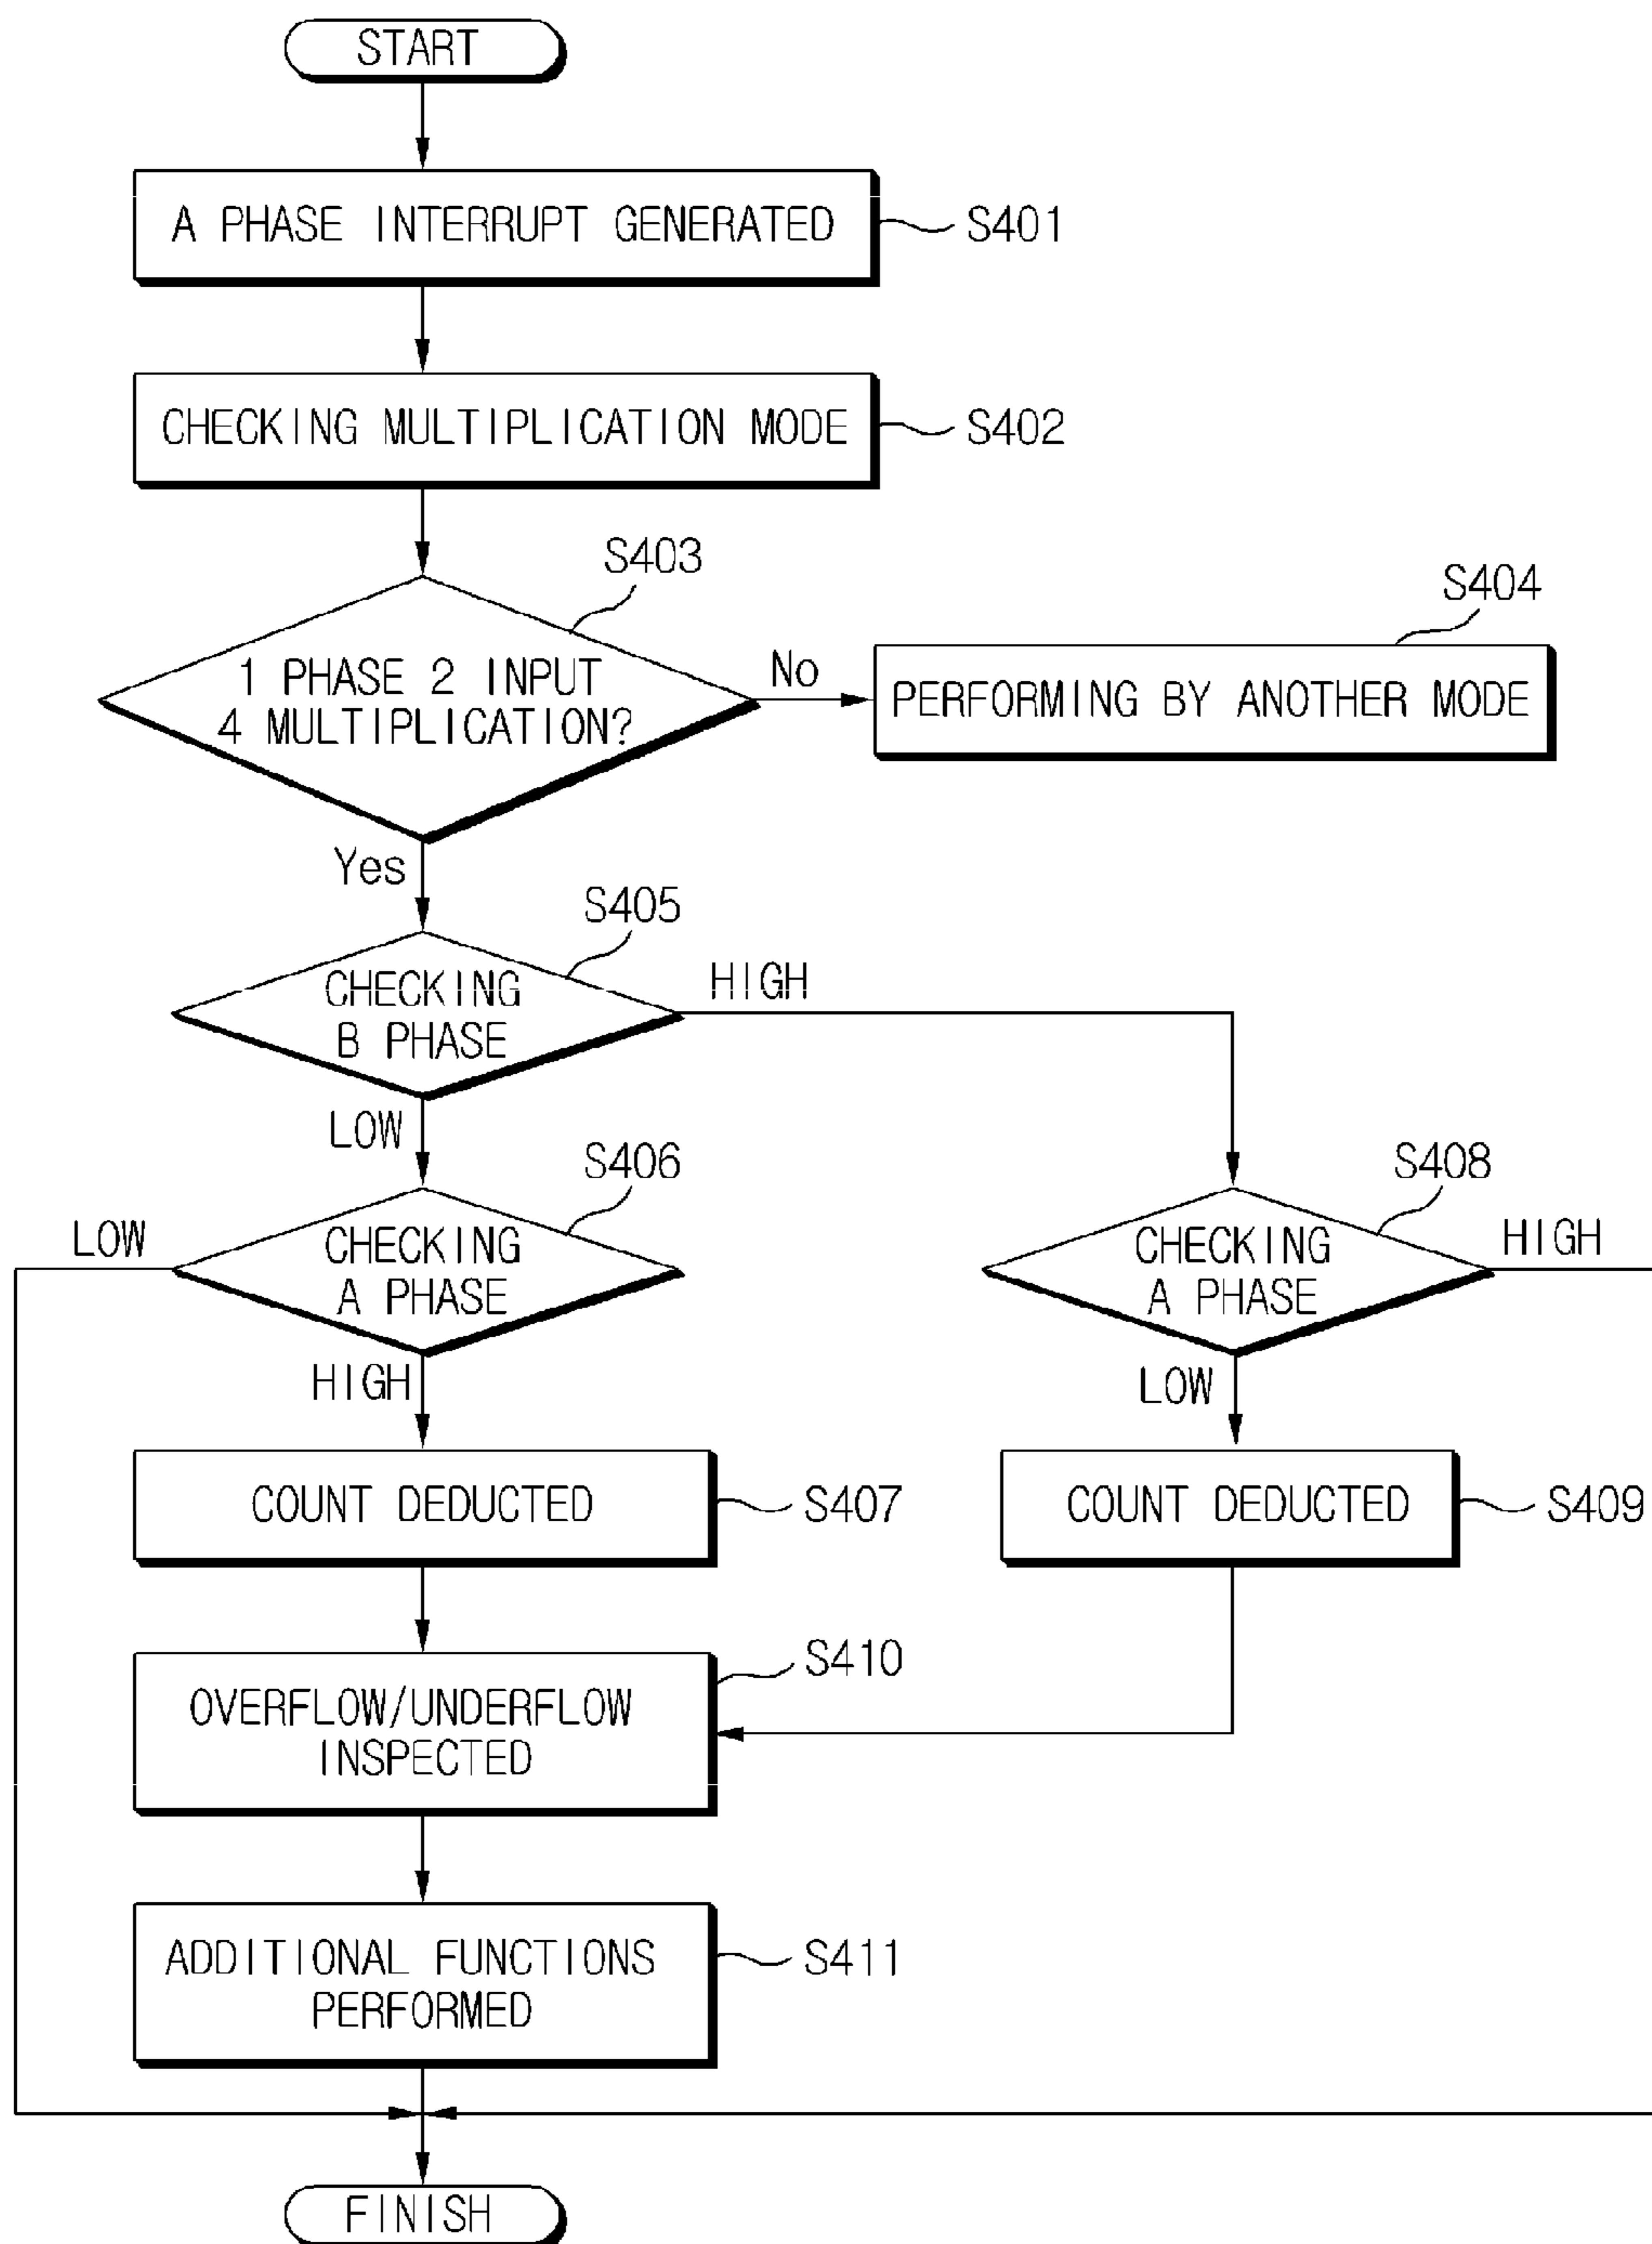 START
A PHASE INTERRUPT GENERATED
S401
CHECKING MULTIPLICATION MODE
S402
S403
1 PHASE 2 INPUT
4 MULTIPLICATION?
No
S404
PERFORMING BY ANOTHER MODE
Yes
S405
CHECKING
B PHASE
HIGH
LOW
S406
CHECKING
A PHASE
LOW
HIGH
S408
CHECKING
A PHASE
HIGH
LOW
COUNT DEDUCTED
S407
COUNT DEDUCTED
S409
S410
OVERFLOW/UNDERFLOW
INSPECTED
ADDITIONAL FUNCTIONS
PERFORMED
S411
FINISH